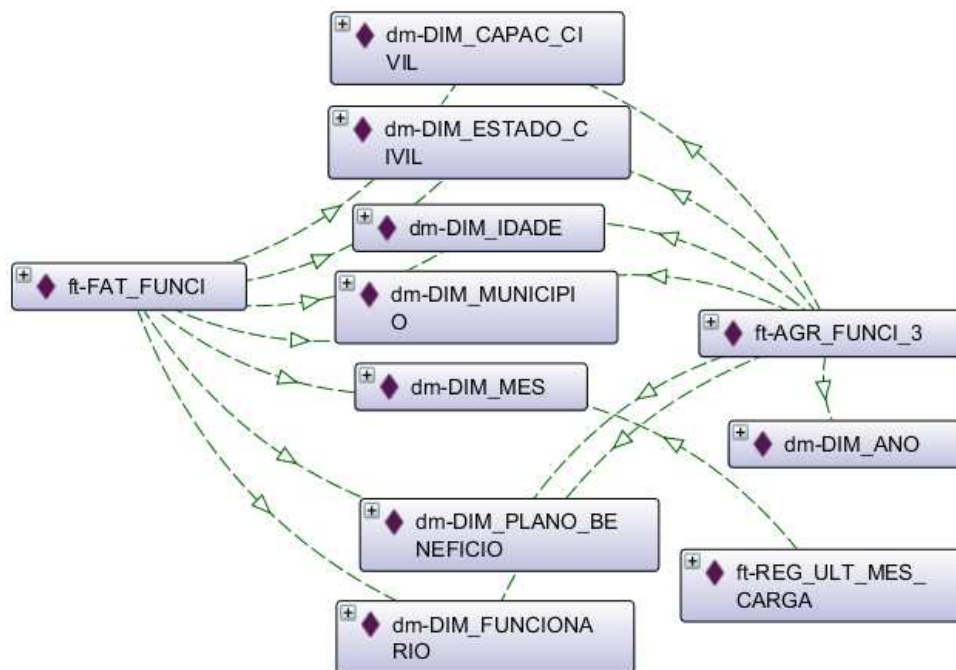 dm-DIM_CAPAC_CI
VIL
dm-DIM_ESTADO_C
IVIL
dm-DIM_IDADE
ft-FAT_FUNCI
dm-DIM_MUNICIPI
O
ft-AGR_FUNCI_3
dm-DIM_MES
dm-DIM_ANO
dm-DIM_PLANO_BE
NEFICIO
ft-REG_ULT_MES_
CARGA
dm-DIM_FUNCIONA
RIO